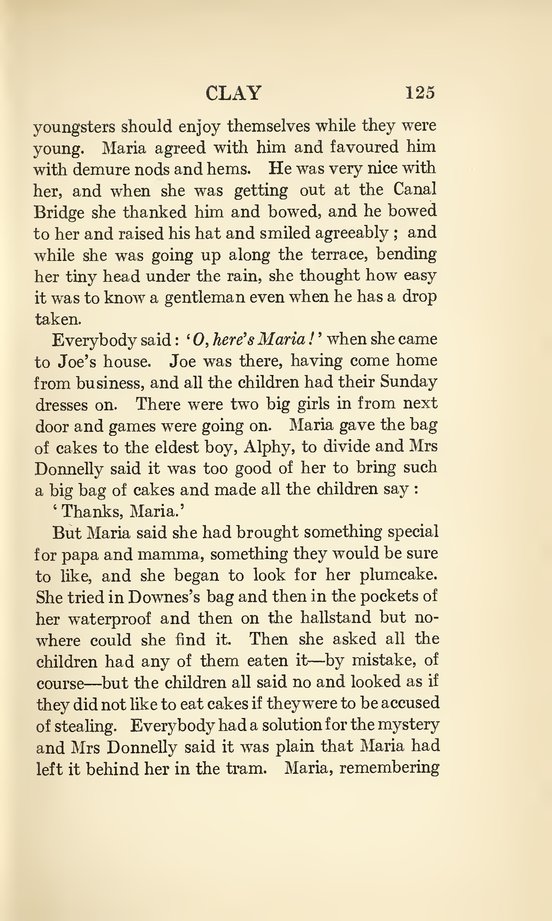 CLAY 125
youngsters should enjoy themselves while they were
young. Maria agreed with him and favoured him
with demure nods and hems. He was very nice with
her, and when she was getting out at the Canal
Bridge she thanked him and bowed, and he bowed
to her and raised his hat and smiled agreeably ; and
while she was going up along the terrace, bending
her tiny head under the rain, she thought how easy
it was to know a gentleman even when he has a drop
taken.
Everybody said : ‘ O, here's Maria ! ’ when she came
to Joe's house. Joe was there, having come home
from business, and all the children had their Sunday
dresses on. There were two big girls in from next
door and games were going on. Maria gave the bag
of cakes to the eldest boy, Alphy, to divide and Mrs
Donnelly said it was too good of her to bring such
a big bag of cakes and made all the children say :
‘ Thanks, Maria.’
But Maria said she had brought something special
for papa and mamma, something they would be sure
to like, and she began to look for her plumcake.
She tried in Downes's bag and then in the pockets of
her waterproof and then on the hallstand but no-
where could she find it. Then she asked all the
children had any of them eaten it—by mistake, of
course—but the children all said no and looked as if
they did not like to eat cakes if they were to be accused
of stealing. Everybody had a solution for the mystery
and Mrs Donnelly said it was plain that Maria had
left it behind her in the tram. Maria, remembering